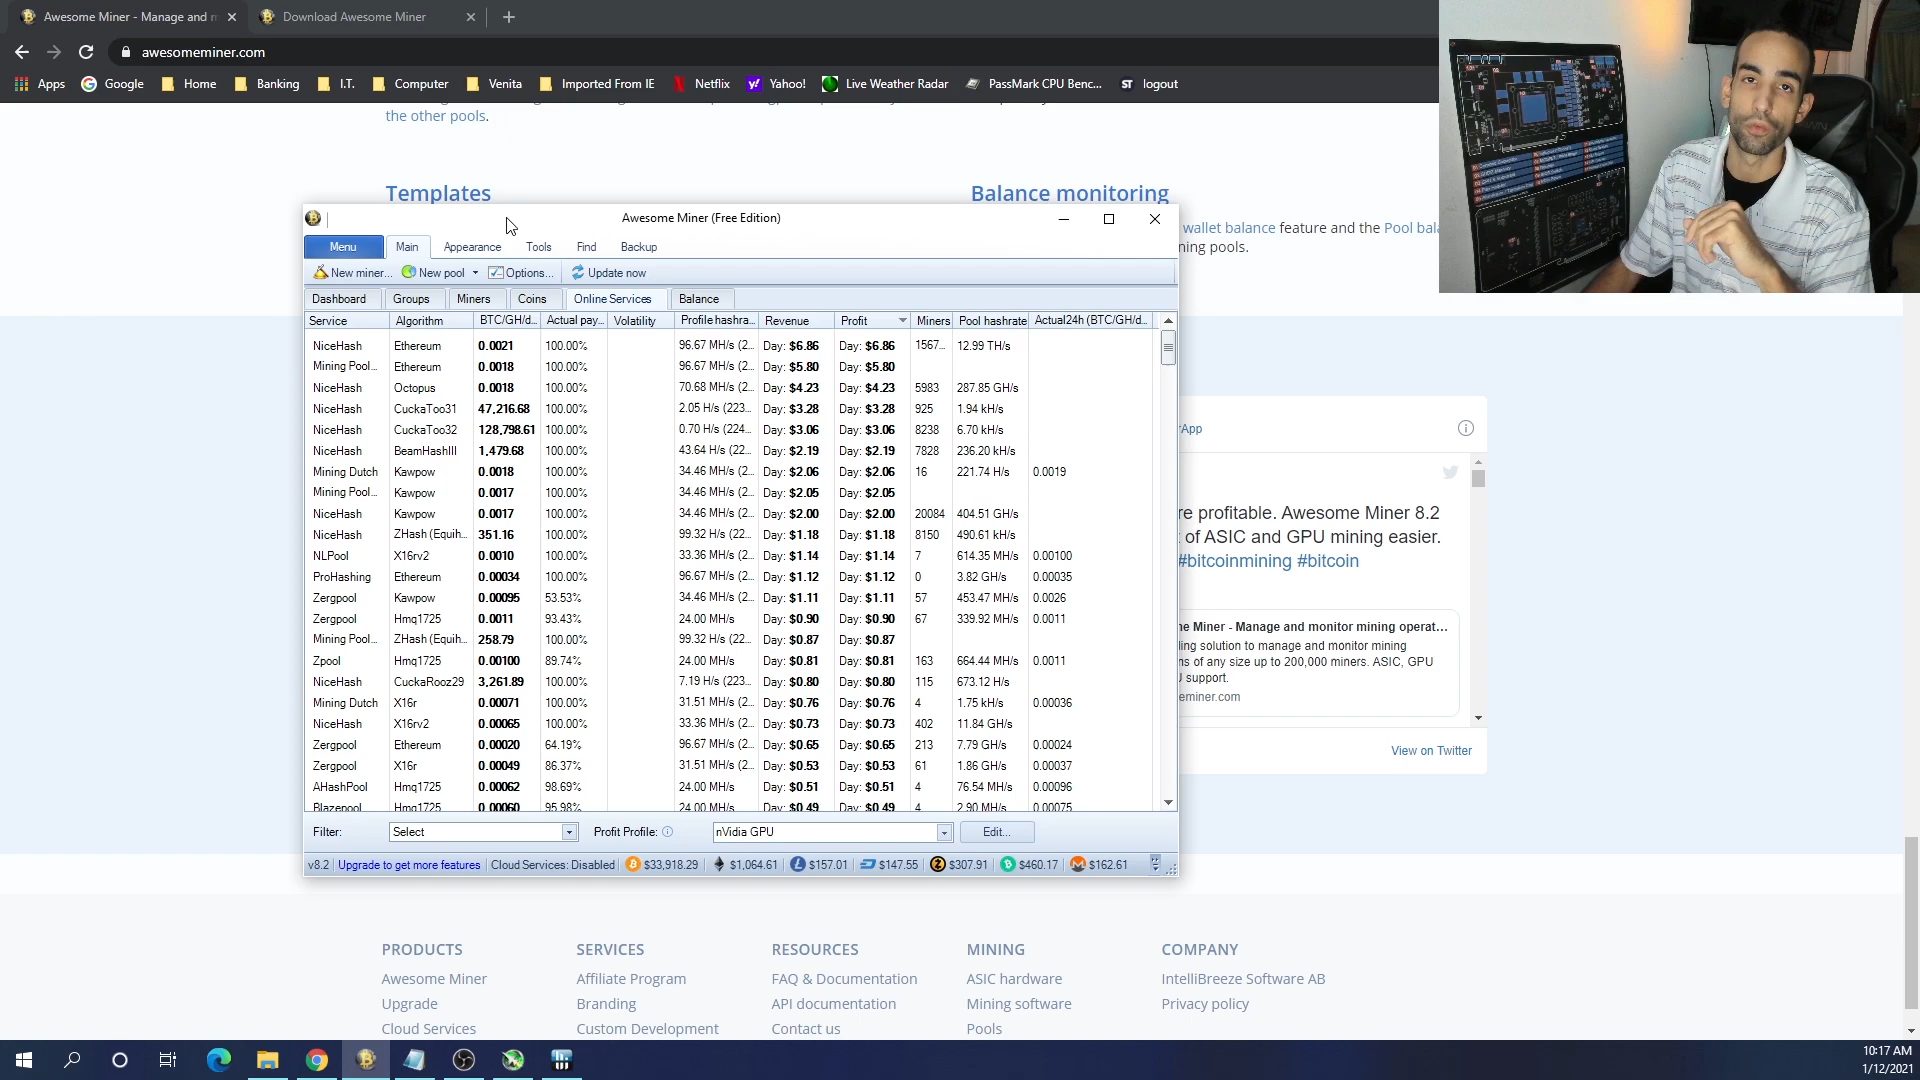 Awesome Miner - Manage and m
Download Awesome Miner
awesomeminer.com
Apps Google Home Banking I.T. Computer Venita Imported From IE Netflix Yahoo! Live Weather Radar PassMark CPU Benc... logout
the other pools.
Templates
Balance monitoring
wallet balance feature and the Pool bala
ning pools.
Awesome Miner (Free Edition)
Menu Main Appearance Tools Find Backup
New miner... New pool Options... Update now
Dashboard Groups Miners Coins Online Services Balance
Service Algorithm BTC/GH/d... Actual pay... Volatility Profile hashra... Revenue Profit Miners Pool hashrate Actual24h (BTC/GH/d...
NiceHash Ethereum 0.0021 100.00% 96.67 MH/s (2... Day: $6.86 Day: $6.86 1567... 12.99 TH/s
Mining Pool... Ethereum 0.0018 100.00% 96.67 MH/s (2... Day: $5.80 Day: $5.80
NiceHash Octopus 0.0018 100.00% 70.68 MH/s (2... Day: $4.23 Day: $4.23 5983 287.85 GH/s
NiceHash CuckaToo31 47,216.68 100.00% 2.05 H/s (223... Day: $3.28 Day: $3.28 925 1.94 kH/s
NiceHash CuckaToo32 128,798.61 100.00% 0.70 H/s (224... Day: $3.06 Day: $3.06 8238 6.70 kH/s
NiceHash BeamHashIII 1,479.68 100.00% 43.64 H/s (22... Day: $2.19 Day: $2.19 7828 236.20 kH/s
Mining Dutch Kawpow 0.0018 100.00% 34.46 MH/s (2... Day: $2.06 Day: $2.06 16 221.74 H/s 0.0019
Mining Pool... Kawpow 0.0017 100.00% 34.46 MH/s (2... Day: $2.05 Day: $2.05
NiceHash Kawpow 0.0017 100.00% 34.46 MH/s (2... Day: $2.00 Day: $2.00 20084 404.51 GH/s
NiceHash ZHash (Equih... 351.16 100.00% 99.32 H/s (22... Day: $1.18 Day: $1.18 8150 490.61 kH/s
NLPool X16rv2 0.0010 100.00% 33.36 MH/s (2... Day: $1.14 Day: $1.14 7 614.35 MH/s 0.00100
ProHashing Ethereum 0.00034 100.00% 96.67 MH/s (2... Day: $1.12 Day: $1.12 0 3.82 GH/s 0.00035
Zergpool Kawpow 0.00095 53.53% 34.46 MH/s (2... Day: $1.11 Day: $1.11 57 453.47 MH/s 0.0026
Zergpool Hmq1725 0.0011 93.43% 24.00 MH/s Day: $0.90 Day: $0.90 67 339.92 MH/s 0.0011
Mining Pool... ZHash (Equih... 258.79 100.00% 99.32 H/s (22... Day: $0.87 Day: $0.87
Zpool Hmq1725 0.00100 89.74% 24.00 MH/s Day: $0.81 Day: $0.81 163 664.44 MH/s 0.0011
NiceHash CuckaRooz29 3,261.89 100.00% 7.19 H/s (223... Day: $0.80 Day: $0.80 115 673.12 H/s
Mining Dutch X16r 0.00071 100.00% 31.51 MH/s (2... Day: $0.76 Day: $0.76 4 1.75 kH/s 0.00036
NiceHash X16rv2 0.00065 100.00% 33.36 MH/s (2... Day: $0.73 Day: $0.73 402 11.84 GH/s
Zergpool Ethereum 0.00020 64.19% 96.67 MH/s (2... Day: $0.65 Day: $0.65 213 7.79 GH/s 0.00024
Zergpool X16r 0.00049 86.37% 31.51 MH/s (2... Day: $0.53 Day: $0.53 61 1.86 GH/s 0.00037
AHashPool Hmq1725 0.00062 98.69% 24.00 MH/s Day: $0.51 Day: $0.51 4 76.54 MH/s 0.00096
Blazepool Hmq1725 0.00060 95.98% 24.00 MH/s Day: $0.49 Day: $0.49 4 2.90 MH/s 0.00075
Filter: Select Profit Profile: nVidia GPU Edit...
v8.2 Upgrade to get more features Cloud Services: Disabled $33,918.29 $1,064.61 $157.01 $147.55 $307.91 $460.17 $162.61
rApp
re profitable. Awesome Miner 8.2
of ASIC and GPU mining easier.
#bitcoinmining #bitcoin
ne Miner - Manage and monitor mining operat...
ling solution to manage and monitor mining
ns of any size up to 200,000 miners. ASIC, GPU
support.
eminer.com
View on Twitter
PRODUCTS SERVICES RESOURCES MINING COMPANY
Awesome Miner Affiliate Program FAQ & Documentation ASIC hardware IntelliBreeze Software AB
Upgrade Branding API documentation Mining software Privacy policy
Cloud Services Custom Development Contact us Pools
10:17 AM
1/12/2021